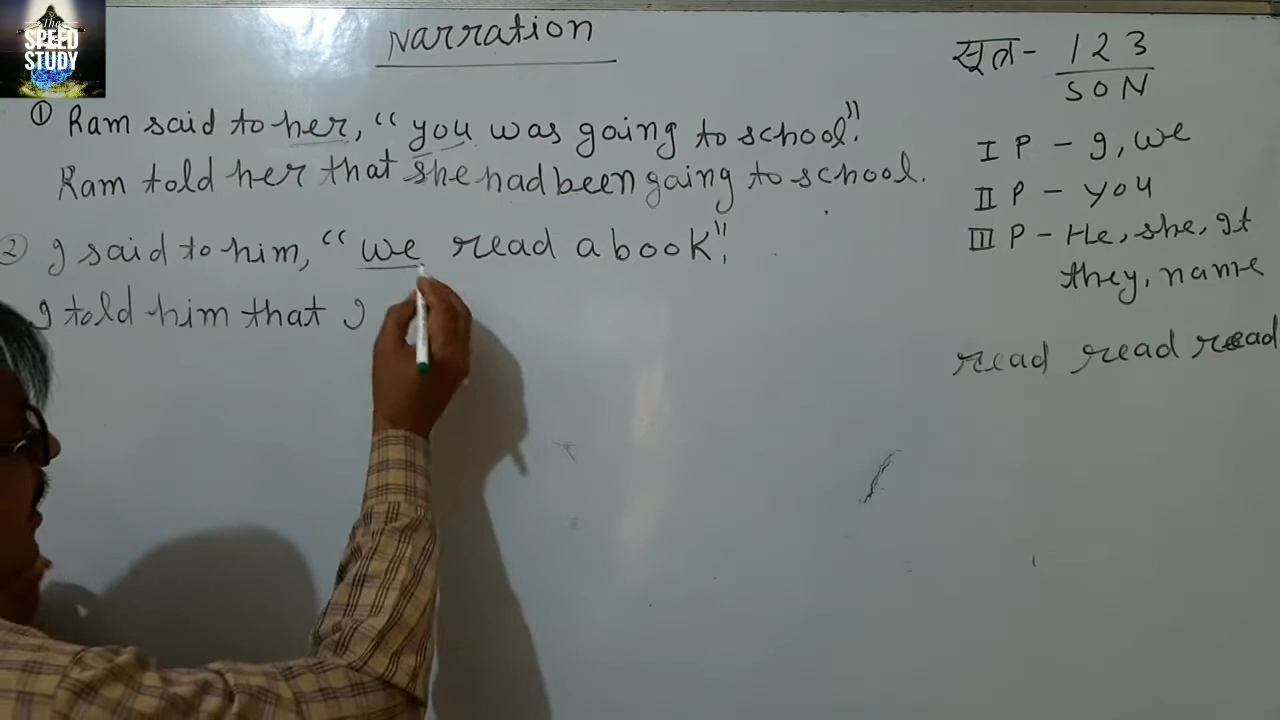 The
SPEED
STUDY
Narration
① Ram said to her, “you was going to school”.
Ram told her that she had been going to school.
② I said to him, “we read a book”.
I told him that I
सूत्र - 1 2 3
S O N
I P - I, we
II P - you
III P - He, she, It
they, name
read read read